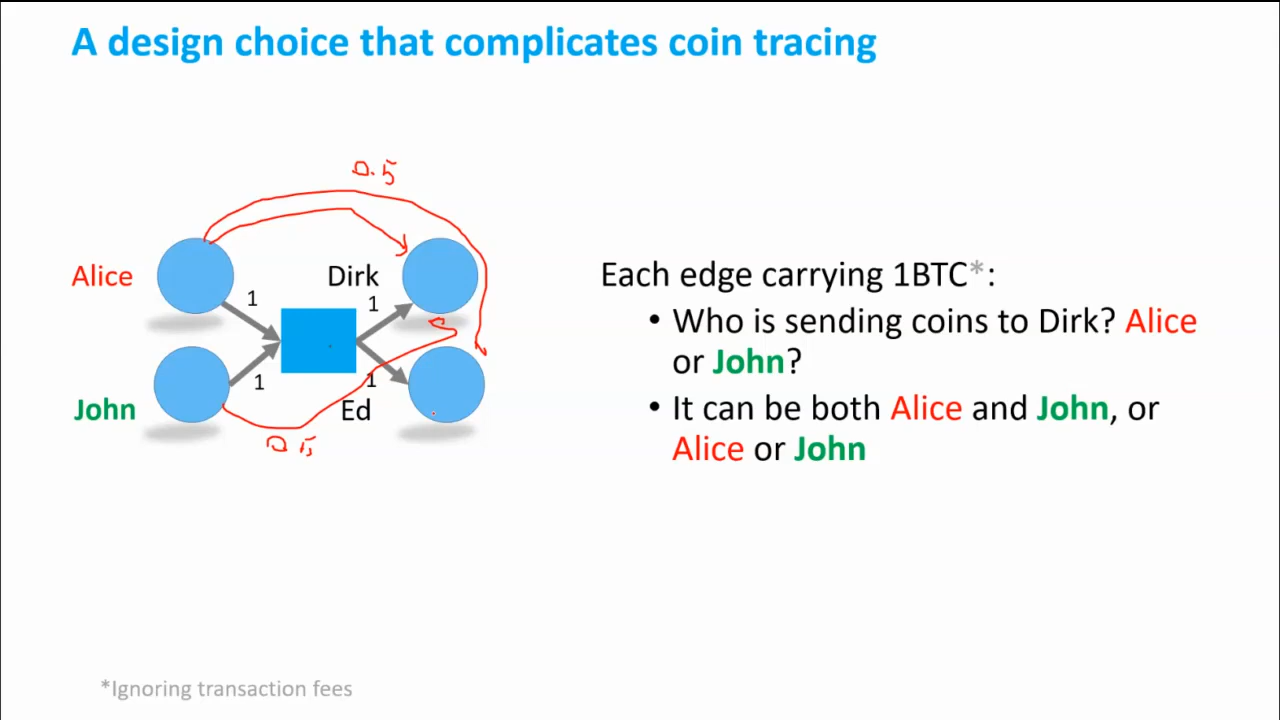 A design choice that complicates coin tracing
0.5
Alice
Dirk
1
1
John
1
1
Ed
0.5
Each edge carrying 1BTC*:
• Who is sending coins to Dirk? Alice
or John?
• It can be both Alice and John, or
Alice or John
*Ignoring transaction fees